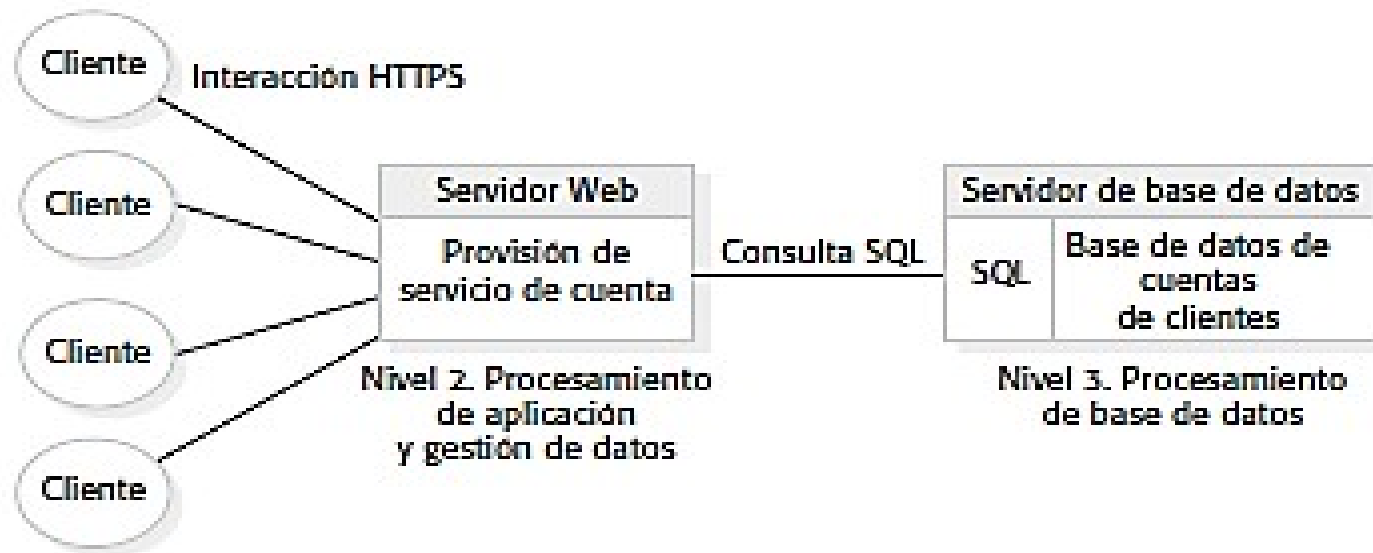 Cliente
Interacción HTTPS
Cliente
Cliente
Cliente
Servidor Web
Provisión de
servicio de cuenta
Nivel 2. Procesamiento
de aplicación
y gestión de datos
Consulta SQL
Servidor de base de datos
SQL
Base de datos de
cuentas
de clientes
Nivel 3. Procesamiento
de base de datos